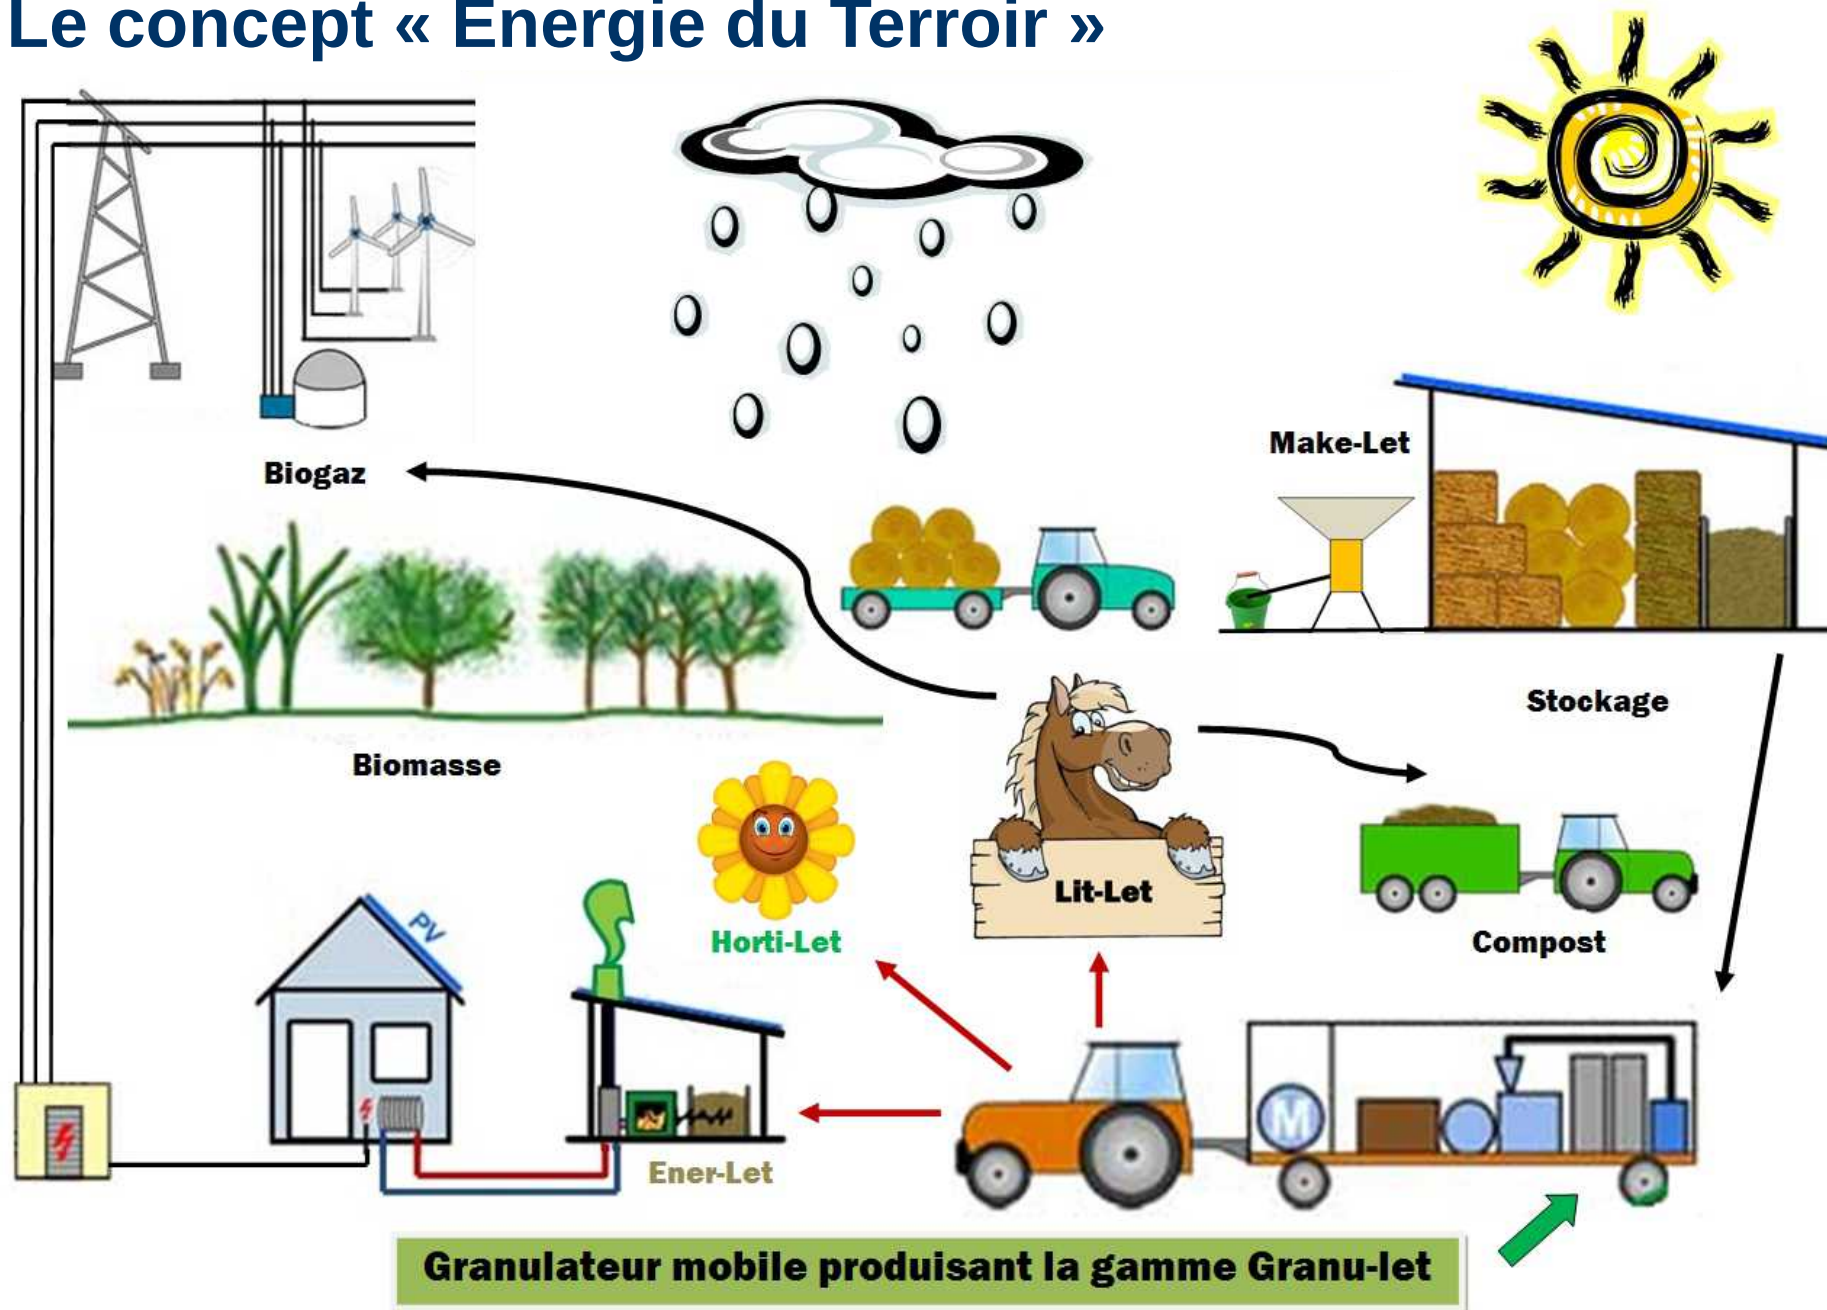 Le concept « Energie du Terroir »
Biogaz
Make-Let
Stockage
Biomasse
Lit-Let
PV
Horti-Let
Compost
M
Ener-Let
Granulateur mobile produisant la gamme Granu-let